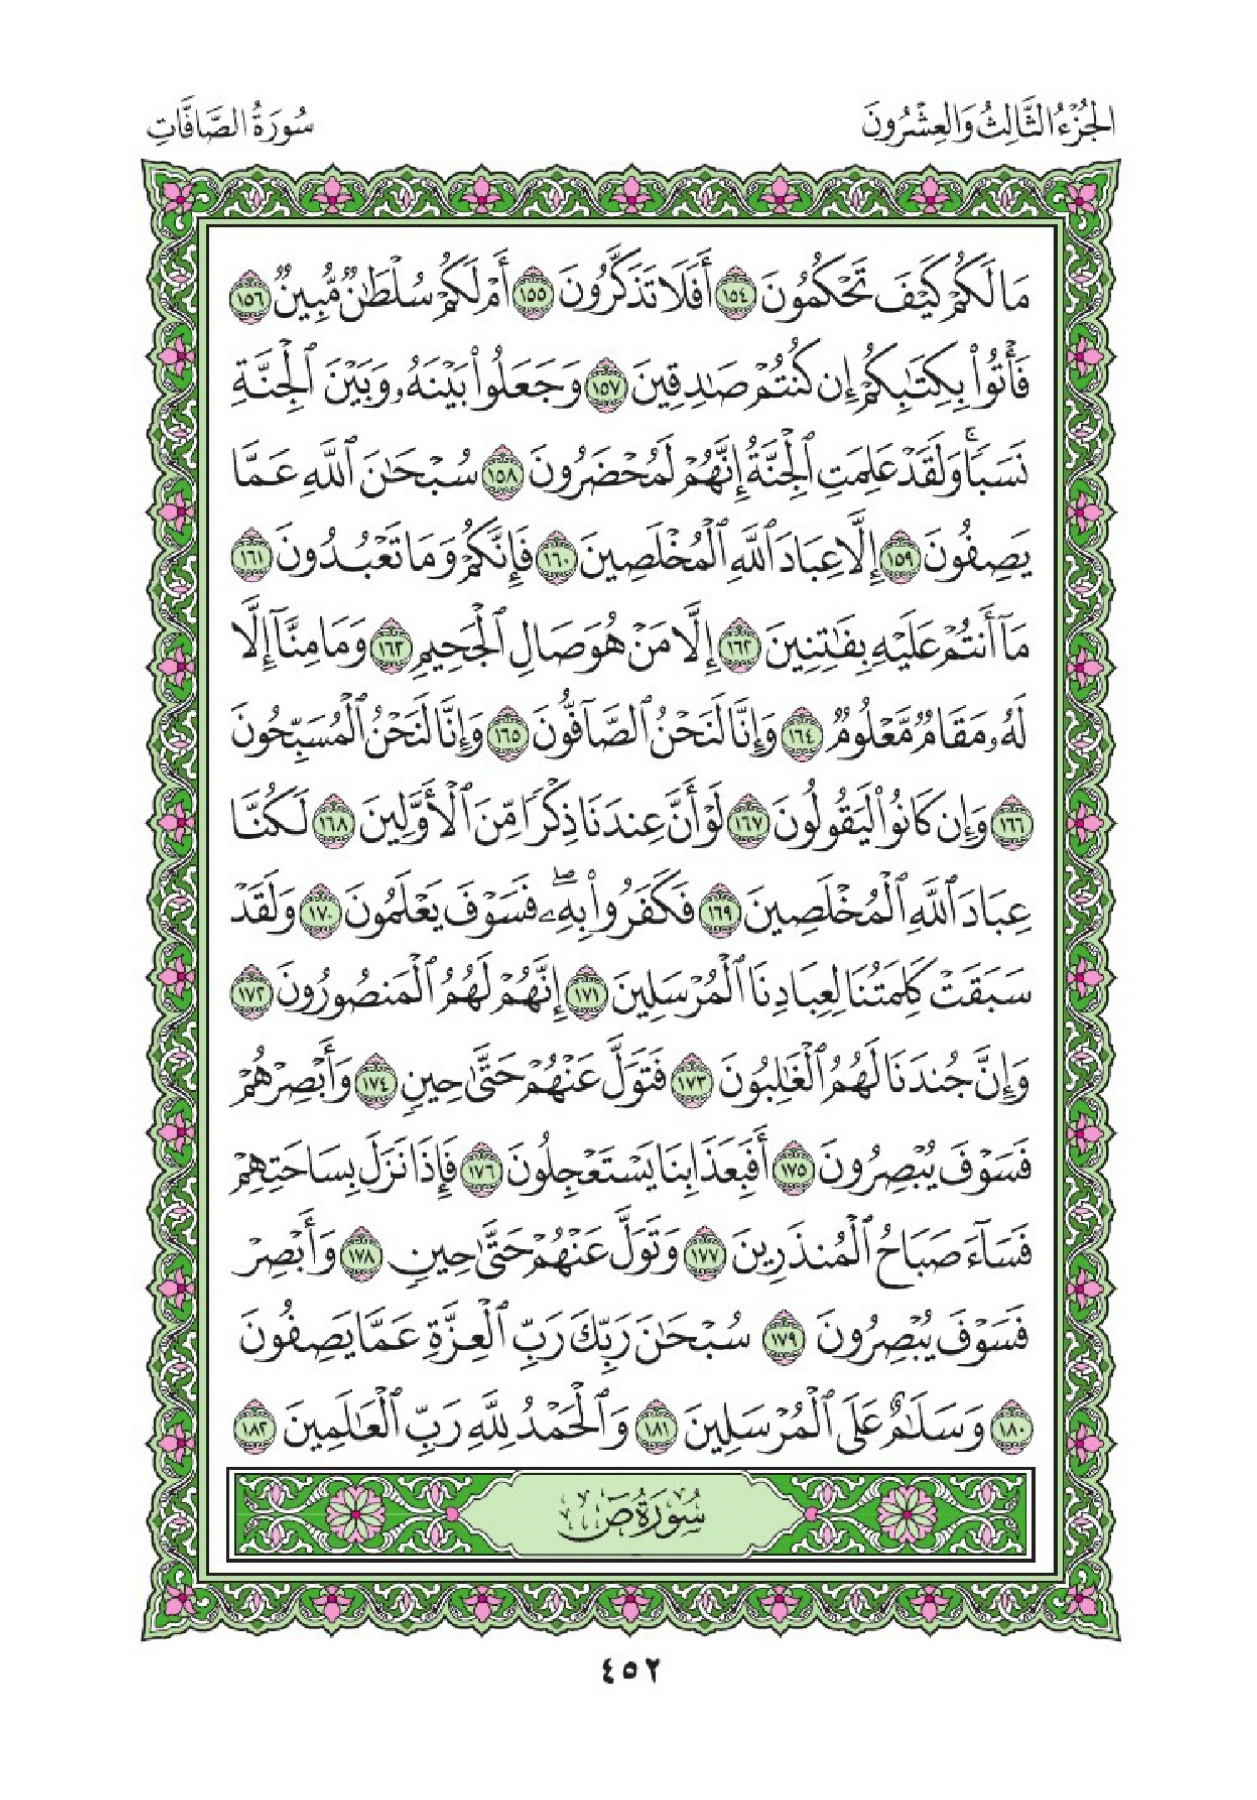 الجُزْءُ الثَّالِثُ وَالعِشْرُونَ
سُورَةُ الصَّافَّاتِ
مَا لَكُمْ كَيْفَ تَحْكُمُونَ ١٥٤ أَفَلَا تَذَكَّرُونَ ١٥٥ أَمْ لَكُمْ سُلْطَٰنٌ مُّبِينٌ ١٥٦
فَأْتُوا۟ بِكِتَٰبِكُمْ إِن كُنتُمْ صَٰدِقِينَ ١٥٧ وَجَعَلُوا۟ بَيْنَهُۥ وَبَيْنَ ٱلْجِنَّةِ
نَسَبًا ۚ وَلَقَدْ عَلِمَتِ ٱلْجِنَّةُ إِنَّهُمْ لَمُحْضَرُونَ ١٥٨ سُبْحَٰنَ ٱللَّهِ عَمَّا
يَصِفُونَ ١٥٩ إِلَّا عِبَادَ ٱللَّهِ ٱلْمُخْلَصِينَ ١٦٠ فَإِنَّكُمْ وَمَا تَعْبُدُونَ ١٦١
مَآ أَنتُمْ عَلَيْهِ بِفَٰتِنِينَ ١٦٢ إِلَّا مَنْ هُوَ صَالِ ٱلْجَحِيمِ ١٦٣ وَمَا مِنَّآ إِلَّا
لَهُۥ مَقَامٌ مَّعْلُومٌ ١٦٤ وَإِنَّا لَنَحْنُ ٱلصَّآفُّونَ ١٦٥ وَإِنَّا لَنَحْنُ ٱلْمُسَبِّحُونَ
١٦٦ وَإِن كَانُوا۟ لَيَقُولُونَ ١٦٧ لَوْ أَنَّ عِندَنَا ذِكْرًا مِّنَ ٱلْأَوَّلِينَ ١٦٨ لَكُنَّا
عِبَادَ ٱللَّهِ ٱلْمُخْلَصِينَ ١٦٩ فَكَفَرُوا۟ بِهِۦ ۖ فَسَوْفَ يَعْلَمُونَ ١٧٠ وَلَقَدْ
سَبَقَتْ كَلِمَتُنَا لِعِبَادِنَا ٱلْمُرْسَلِينَ ١٧١ إِنَّهُمْ لَهُمُ ٱلْمَنصُورُونَ ١٧٢
وَإِنَّ جُندَنَا لَهُمُ ٱلْغَٰلِبُونَ ١٧٣ فَتَوَلَّ عَنْهُمْ حَتَّىٰ حِينٍ ١٧٤ وَأَبْصِرْهُمْ
فَسَوْفَ يُبْصِرُونَ ١٧٥ أَفَبِعَذَابِنَا يَسْتَعْجِلُونَ ١٧٦ فَإِذَا نَزَلَ بِسَاحَتِهِمْ
فَسَآءَ صَبَاحُ ٱلْمُنذَرِينَ ١٧٧ وَتَوَلَّ عَنْهُمْ حَتَّىٰ حِينٍ ١٧٨ وَأَبْصِرْ
فَسَوْفَ يُبْصِرُونَ ١٧٩ سُبْحَٰنَ رَبِّكَ رَبِّ ٱلْعِزَّةِ عَمَّا يَصِفُونَ
١٨٠ وَسَلَٰمٌ عَلَى ٱلْمُرْسَلِينَ ١٨١ وَٱلْحَمْدُ لِلَّهِ رَبِّ ٱلْعَٰلَمِينَ ١٨٢
سُورَةُ صٓ
٤٥٢